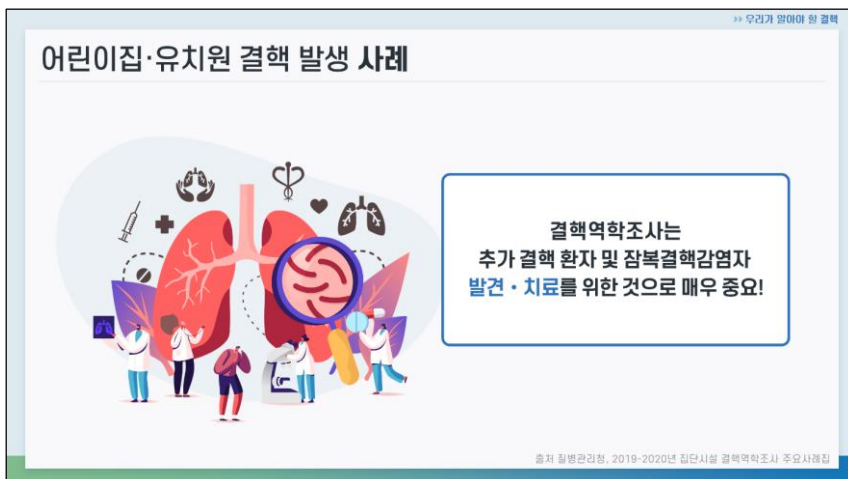 >> 우리가 알아야 할 결핵
어린이집·유치원 결핵 발생 사례
결핵역학조사는
추가 결핵 환자 및 잠복결핵감염자
발견·치료를 위한 것으로 매우 중요!
출처 질병관리청, 2019-2020년 집단시설 결핵역학조사 주요사례집